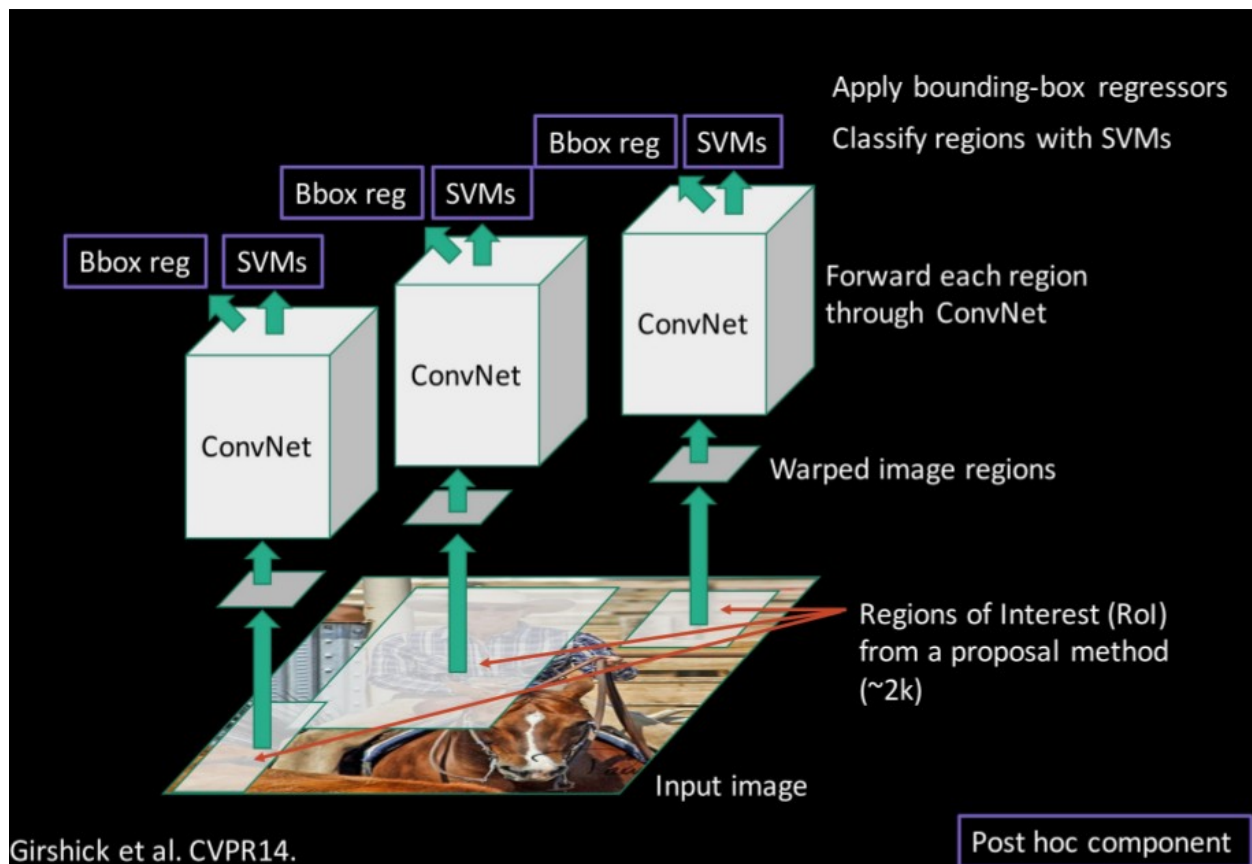 Apply bounding-box regressors
Bbox reg
SVMs
Classify regions with SVMs
Bbox reg
SVMs
Bbox reg
SVMs
Forward each region
through ConvNet
ConvNet
ConvNet
ConvNet
Warped image regions
Regions of Interest (RoI)
from a proposal method
(~2k)
Input image
Girshick et al. CVPR14.
Post hoc component